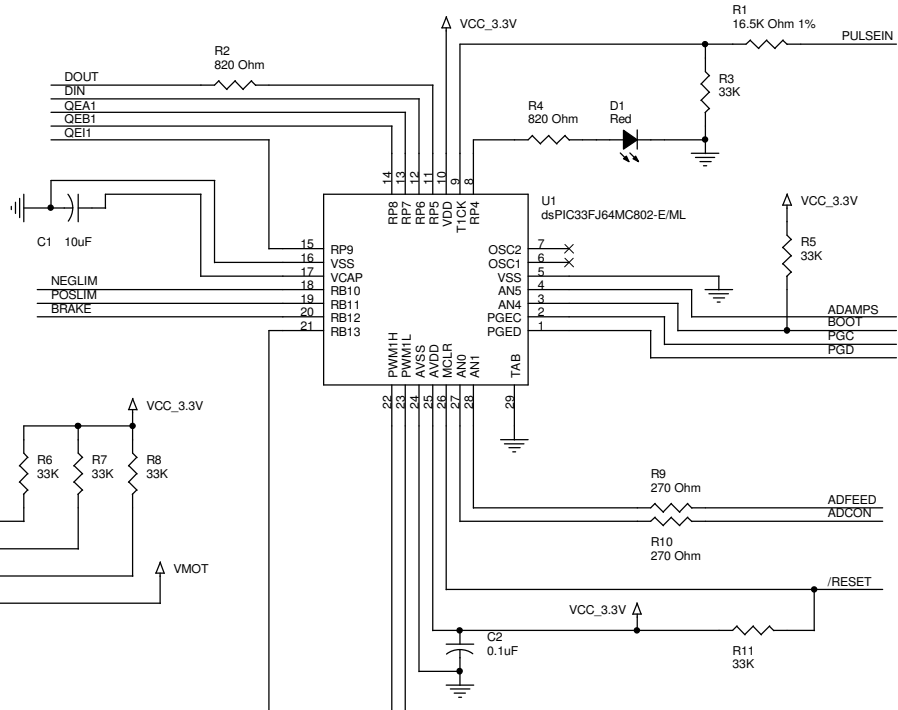 R1
16.5K Ohm 1%
PULSEIN
VCC_3.3V
R2
820 Ohm
R3
33K
DOUT
DIN
QEA1
QEB1
QEI1
R4
820 Ohm
D1
Red
14 13 12 11 10 9 8
RP8 RP7 RP6 RP5 VDD T1CK RP4
U1
dsPIC33FJ64MC802-E/ML
VCC_3.3V
C1 10uF
R5
33K
15 RP9
16 VSS
17 VCAP
18 RB10
19 RB11
20 RB12
21 RB13
NEGLIM
POSLIM
BRAKE
OSC2 7
OSC1 6
VSS 5
AN5 4
AN4 3
PGEC 2
PGED 1
ADAMPS
BOOT
PGC
PGD
PWM1H PWM1L AVSS AVDD MCLR AN0 AN1 TAB
22 23 24 25 26 27 28 29
VCC_3.3V
R6
33K
R7
33K
R8
33K
VMOT
R9
270 Ohm
ADFEED
ADCON
R10
270 Ohm
/RESET
VCC_3.3V
C2
0.1uF
R11
33K